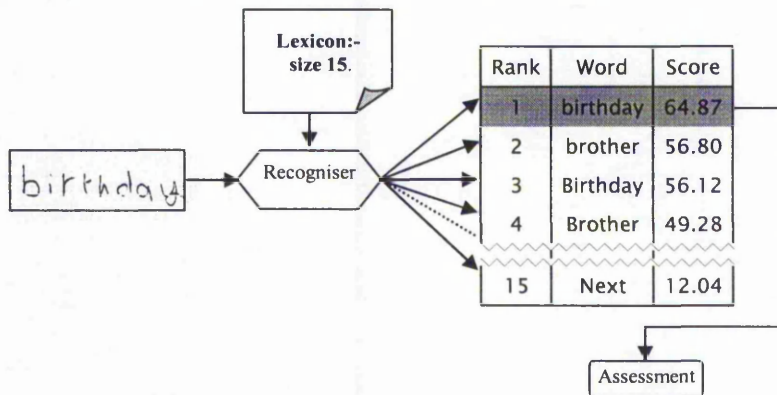 Lexicon:-
size 15.
birthday
Recogniser
Rank Word Score
1 birthday 64.87
2 brother 56.80
3 Birthday 56.12
4 Brother 49.28
15 Next 12.04
Assessment